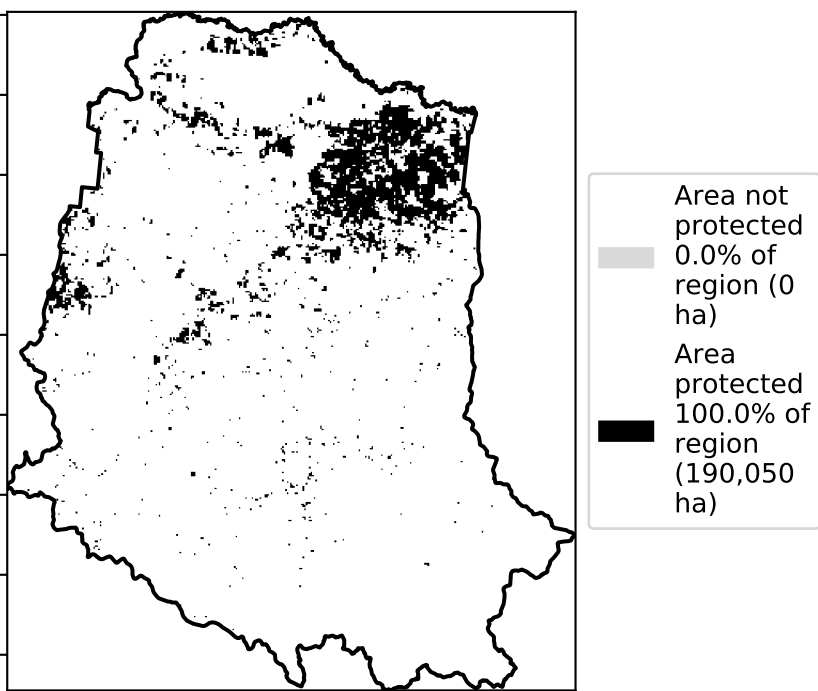 Area not
protected
0.0% of
region (0
ha)
Area
protected
100.0% of
region
(190,050
ha)